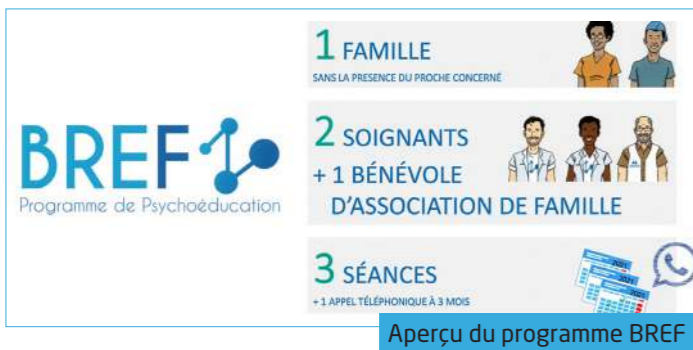 BREF
Programme de Psychoéducation
1 FAMILLE
SANS LA PRESENCE DU PROCHE CONCERNÉ
2 SOIGNANTS
+ 1 BÉNÉVOLE
D'ASSOCIATION DE FAMILLE
3 SÉANCES
+ 1 APPEL TÉLÉPHONIQUE À 3 MOIS
Aperçu du programme BREF